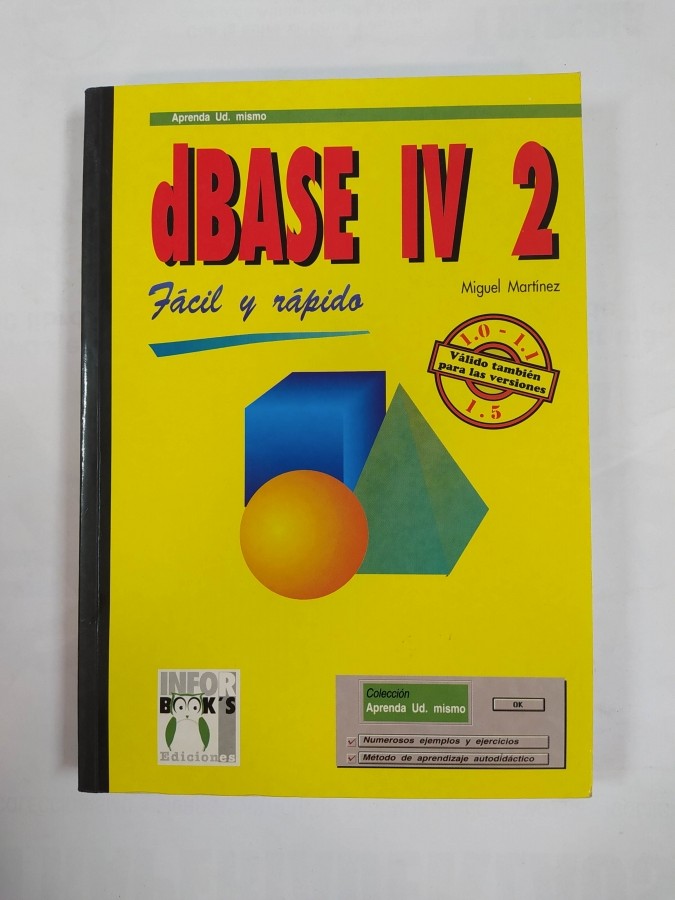 Aprenda Ud. mismo
dBASE IV 2
Fácil y rápido
Miguel Martínez
1.0 - 1.1
Válido también
para las versiones
1.5
INFOR
BOOK´S
Ediciones
Colección
Aprenda Ud. mismo
OK
Numerosos ejemplos y ejercicios
Método de aprendizaje autodidáctico